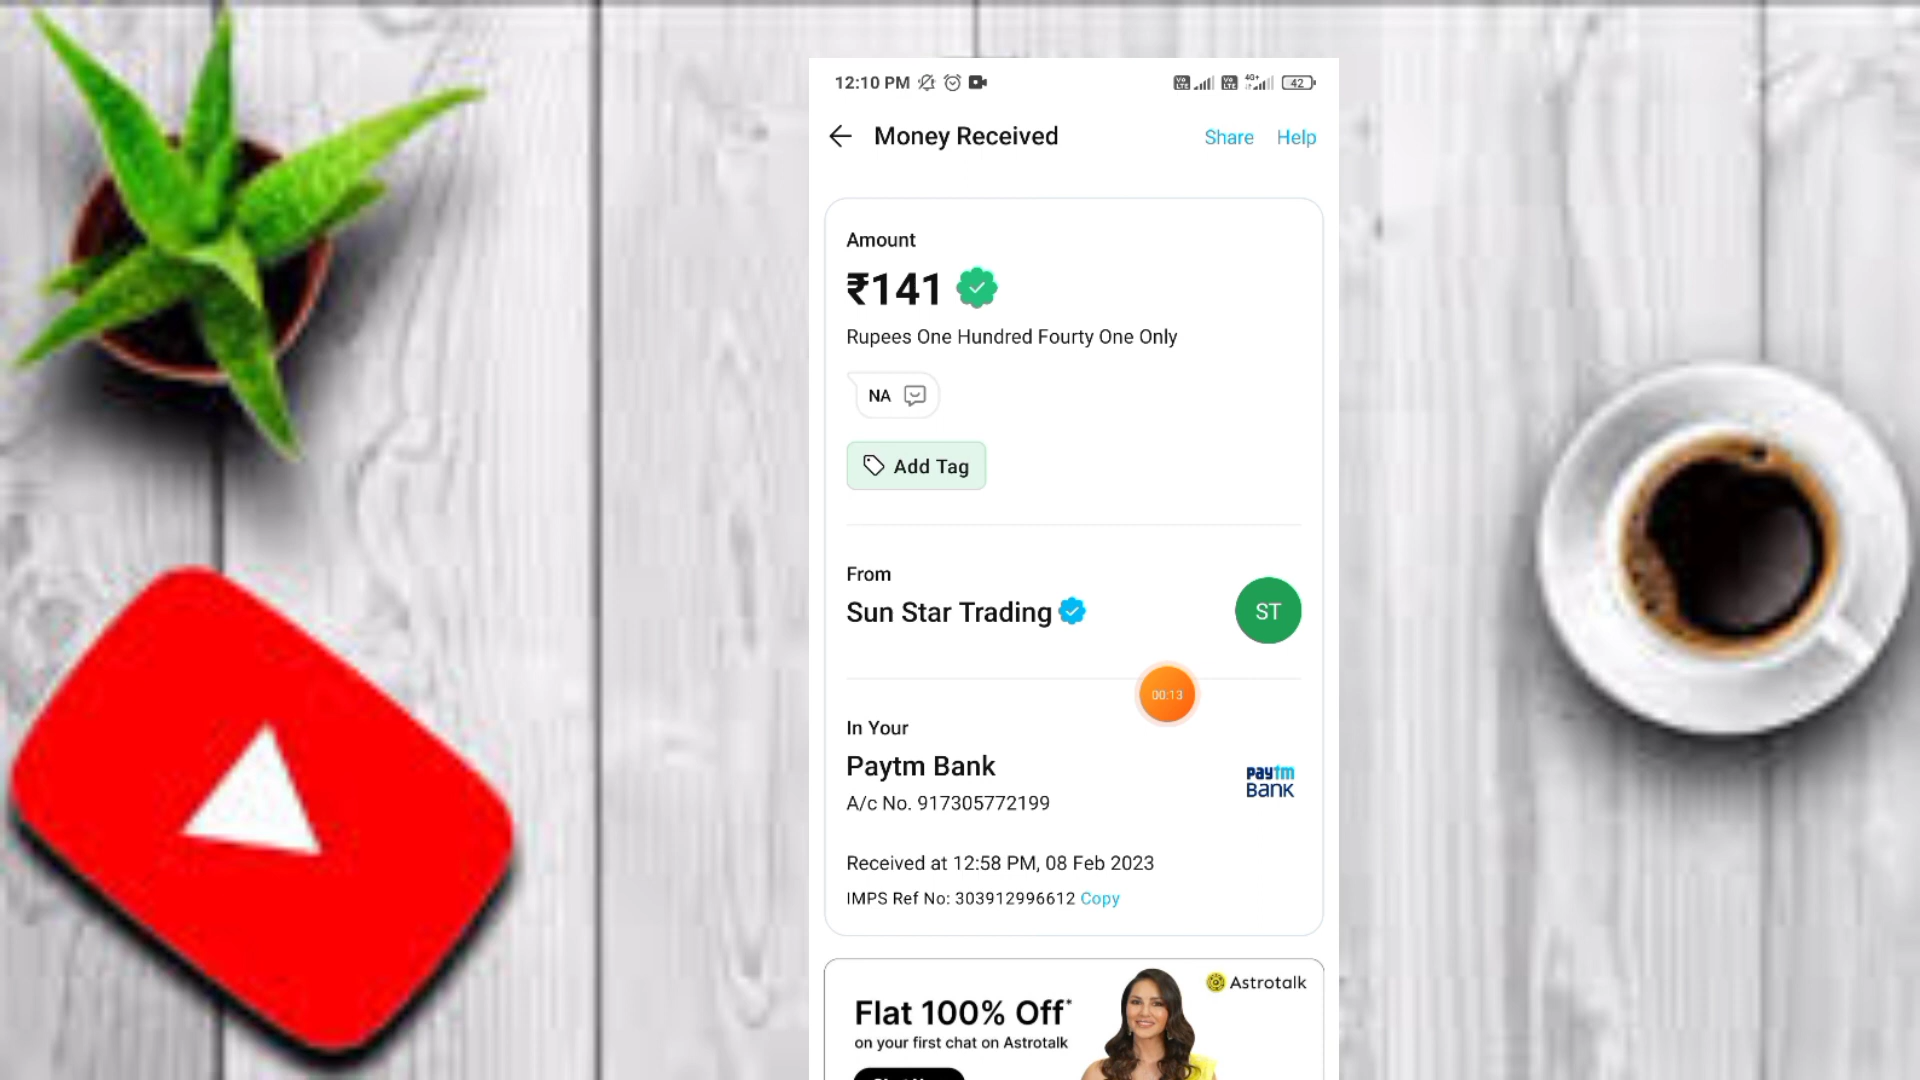 12:10 PM
4G+
42
Money Received
Share Help
Amount
₹141
Rupees One Hundred Fourty One Only
NA
Add Tag
From
Sun Star Trading
ST
00:13
In Your
Paytm Bank
paytm
BANK
A/c No. 917305772199
Received at 12:58 PM, 08 Feb 2023
IMPS Ref No: 303912996612 Copy
Astrotalk
Flat 100% Off*
on your first chat on Astrotalk